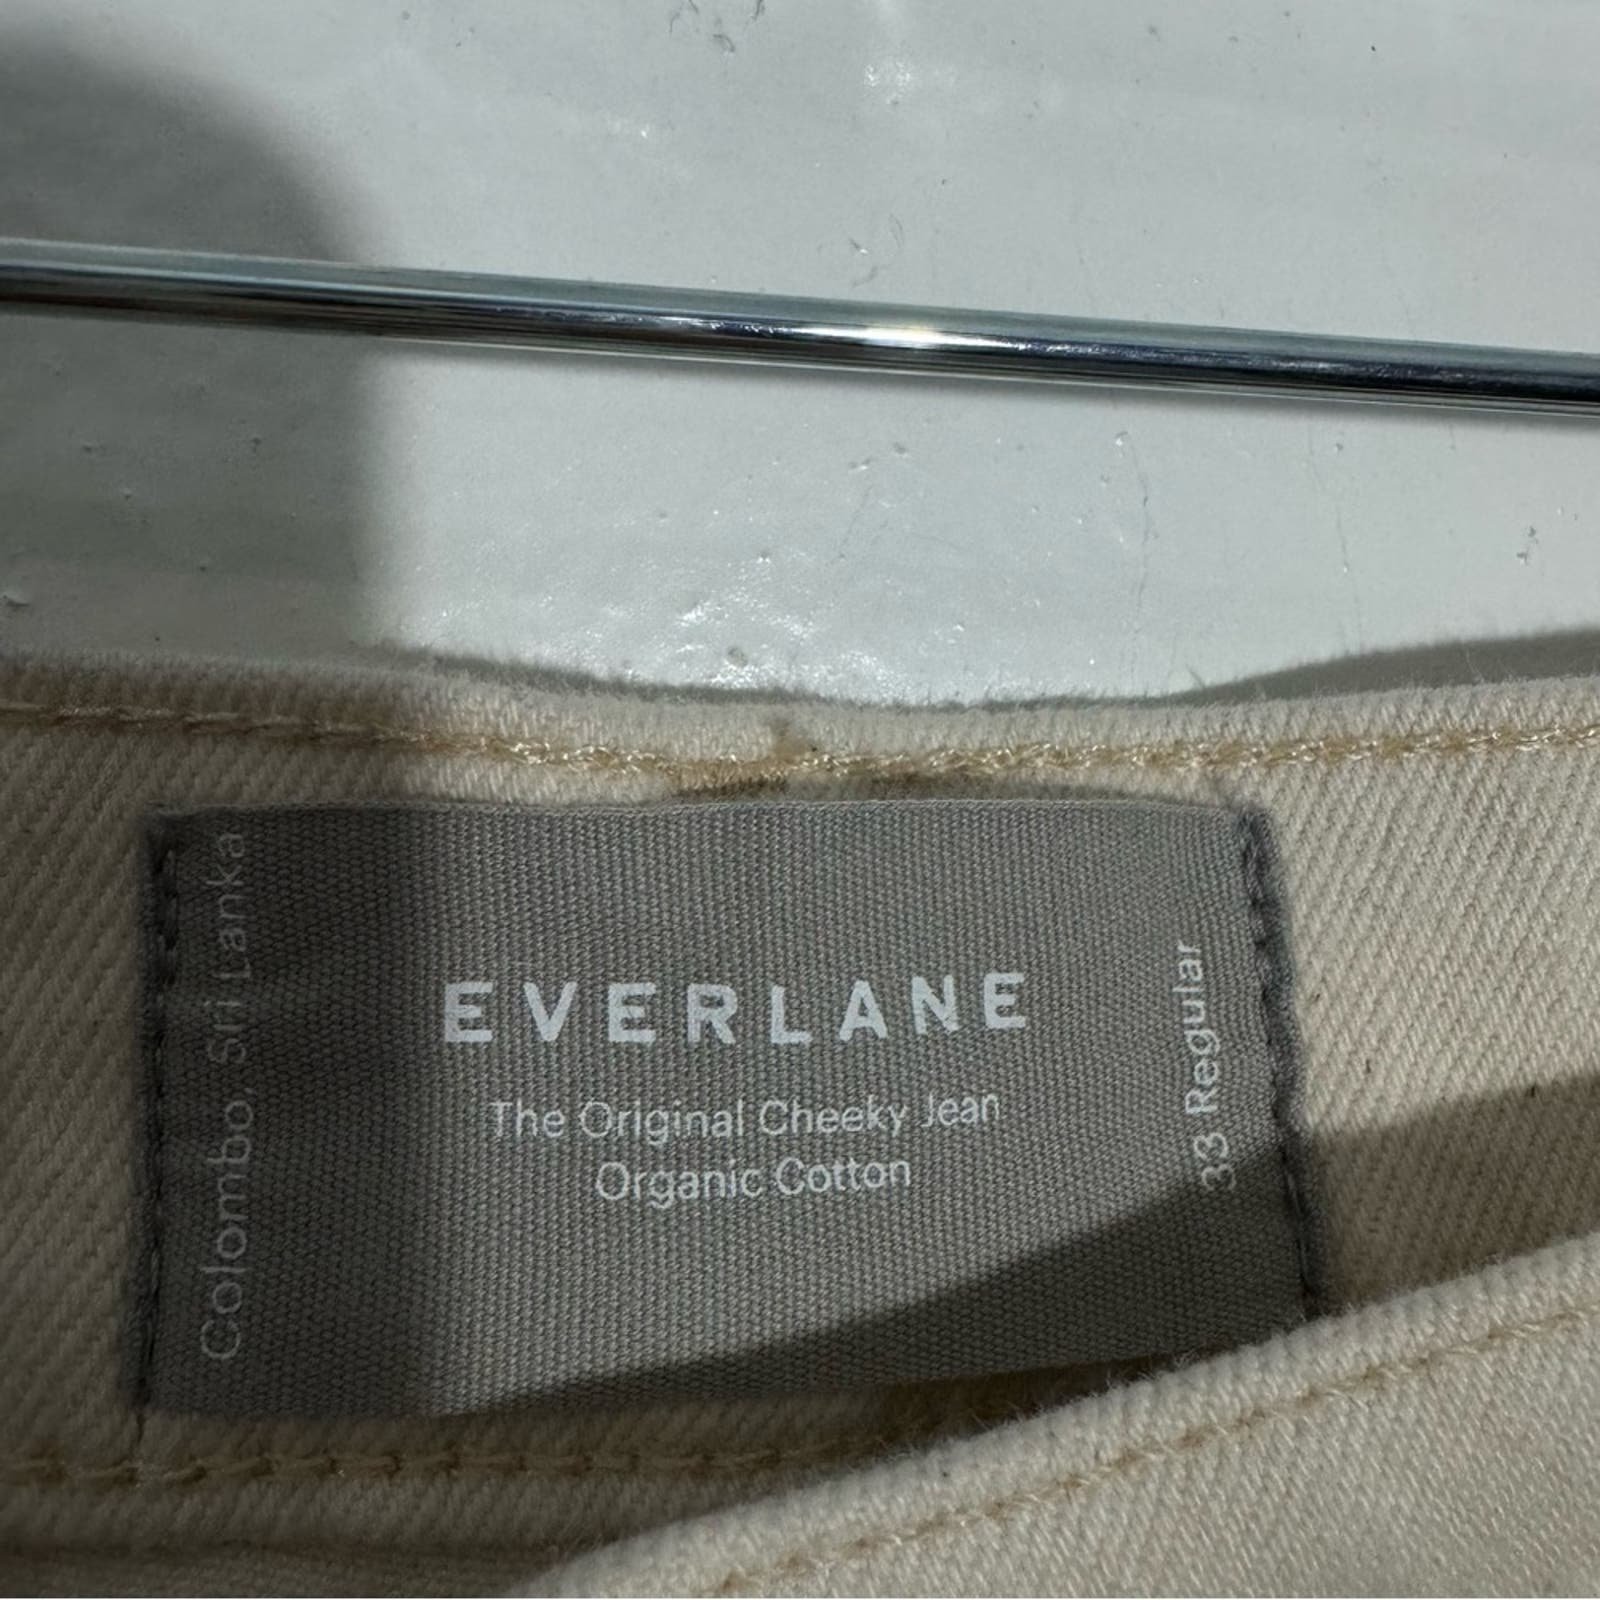 EVERLANE
The Original Cheeky Jean
Organic Cotton
Colombo, Sri Lanka
33 Regular